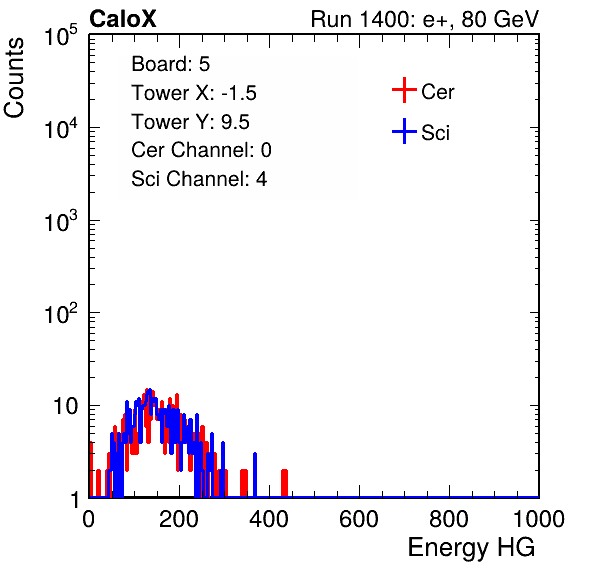 CaloX Run 1400: e+, 80 GeV
Counts
Board: 5
Tower X: -1.5
Tower Y: 9.5
Cer Channel: 0
Sci Channel: 4
Cer
Sci
10^5
10^4
10^3
10^2
10
1
0 200 400 600 800 1000
Energy HG